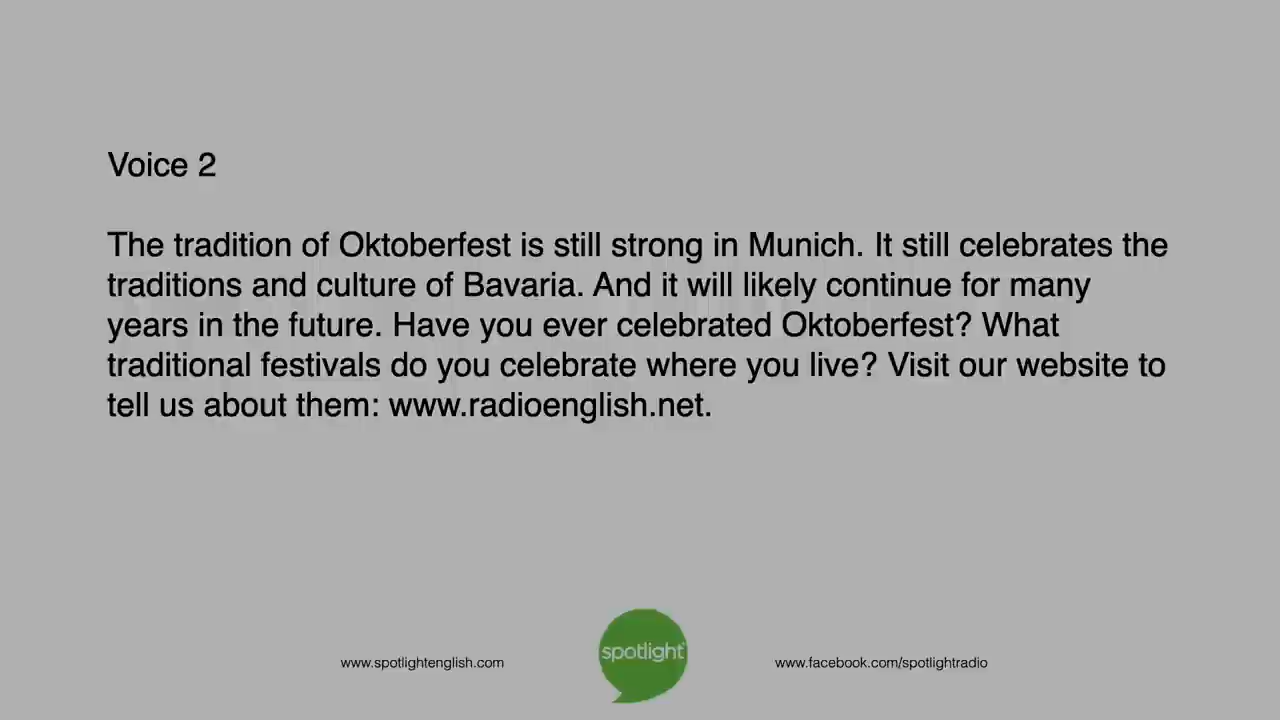 Voice 2
The tradition of Oktoberfest is still strong in Munich. It still celebrates the
traditions and culture of Bavaria. And it will likely continue for many
years in the future. Have you ever celebrated Oktoberfest? What
traditional festivals do you celebrate where you live? Visit our website to
tell us about them: www.radioenglish.net.
www.spotlightenglish.com
spotlight
www.facebook.com/spotlightradio